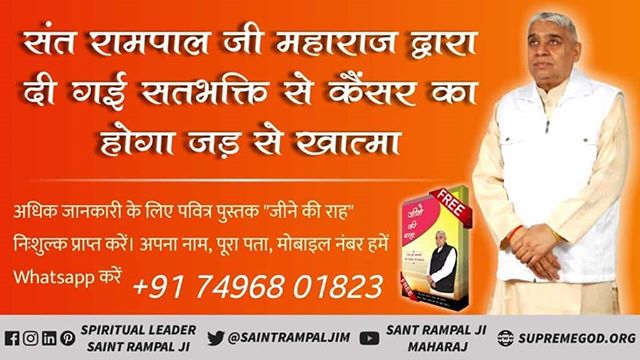 संत रामपाल जी महाराज द्वारा
दी गई सतभक्ति से कैंसर का
होगा जड़ से खात्मा
अधिक जानकारी के लिए पवित्र पुस्तक "जीने की राह"
निःशुल्क प्राप्त करें। अपना नाम, पूरा पता, मोबाइल नंबर हमें
Whatsapp करें +91 74968 01823
FREE
जीने
की
राह
FREE
SPIRITUAL LEADER
SAINT RAMPAL JI
@SAINTRAMPALJIM
SANT RAMPAL JI
MAHARAJ
SUPREMEGOD.ORG